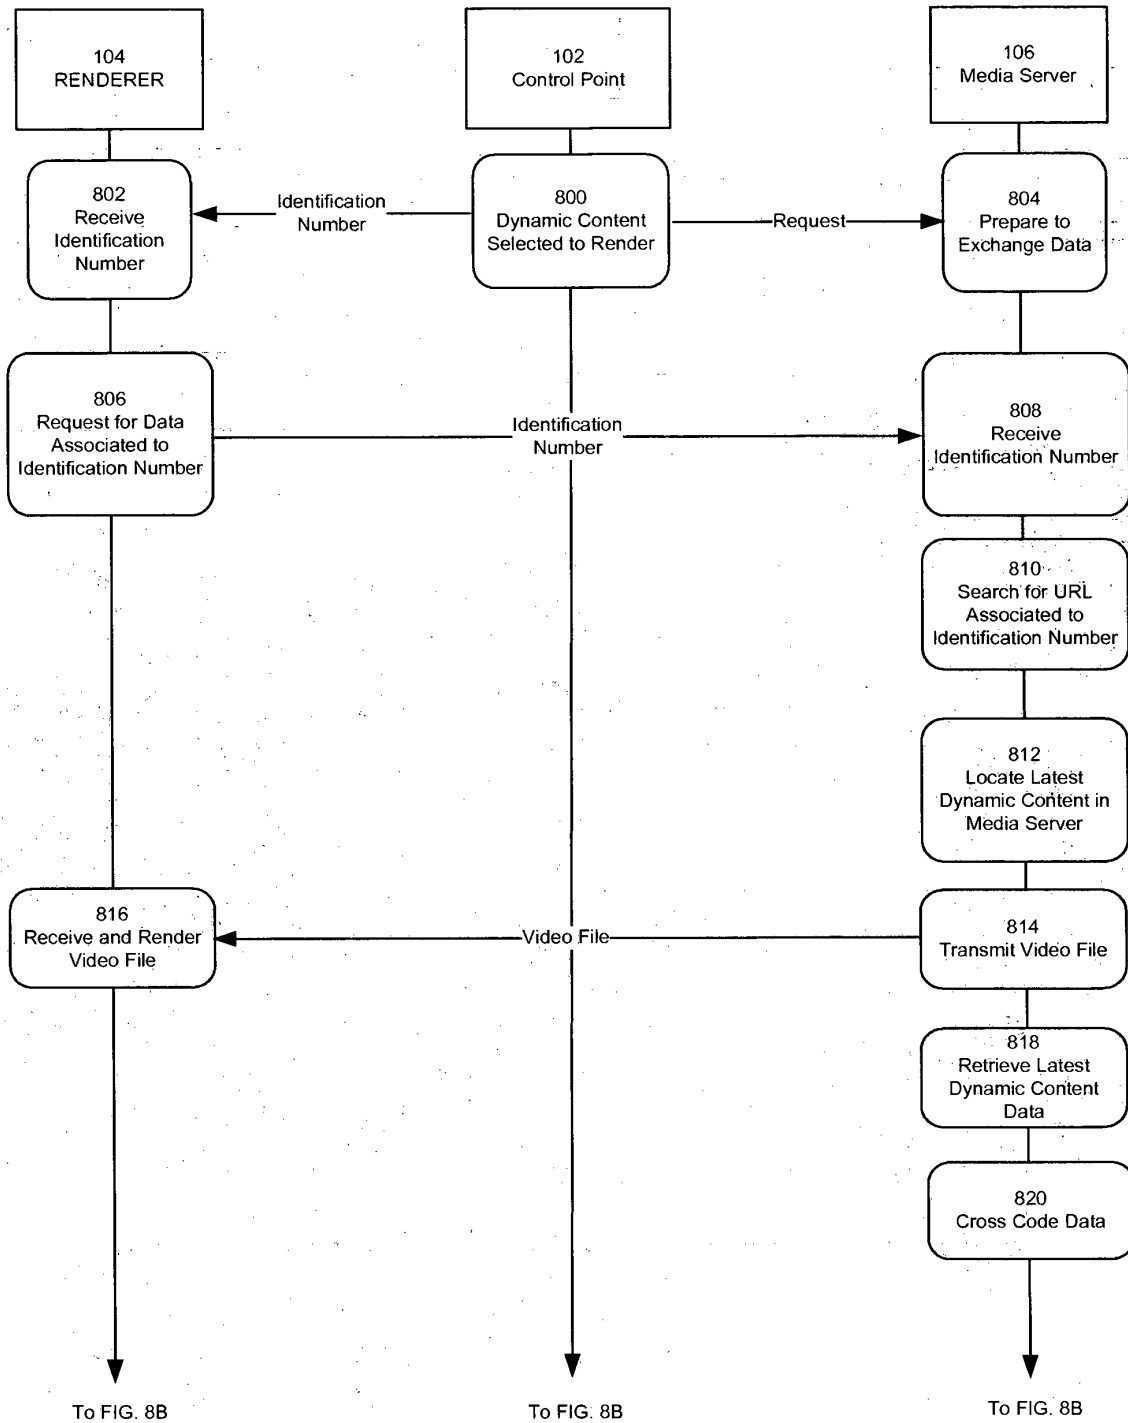 104
RENDERER
102
Control Point
106
Media Server
802
Receive
Identification
Number
Identification
Number
800
Dynamic Content
Selected to Render
Request
804
Prepare to
Exchange Data
806
Request for Data
Associated to
Identification Number
Identification
Number
808
Receive
Identification Number
810
Search for URL
Associated to
Identification Number
812
Locate Latest
Dynamic Content in
Media Server
816
Receive and Render
Video File
Video File
814
Transmit Video File
818
Retrieve Latest
Dynamic Content
Data
820
Cross Code Data
To FIG. 8B
To FIG. 8B
To FIG. 8B